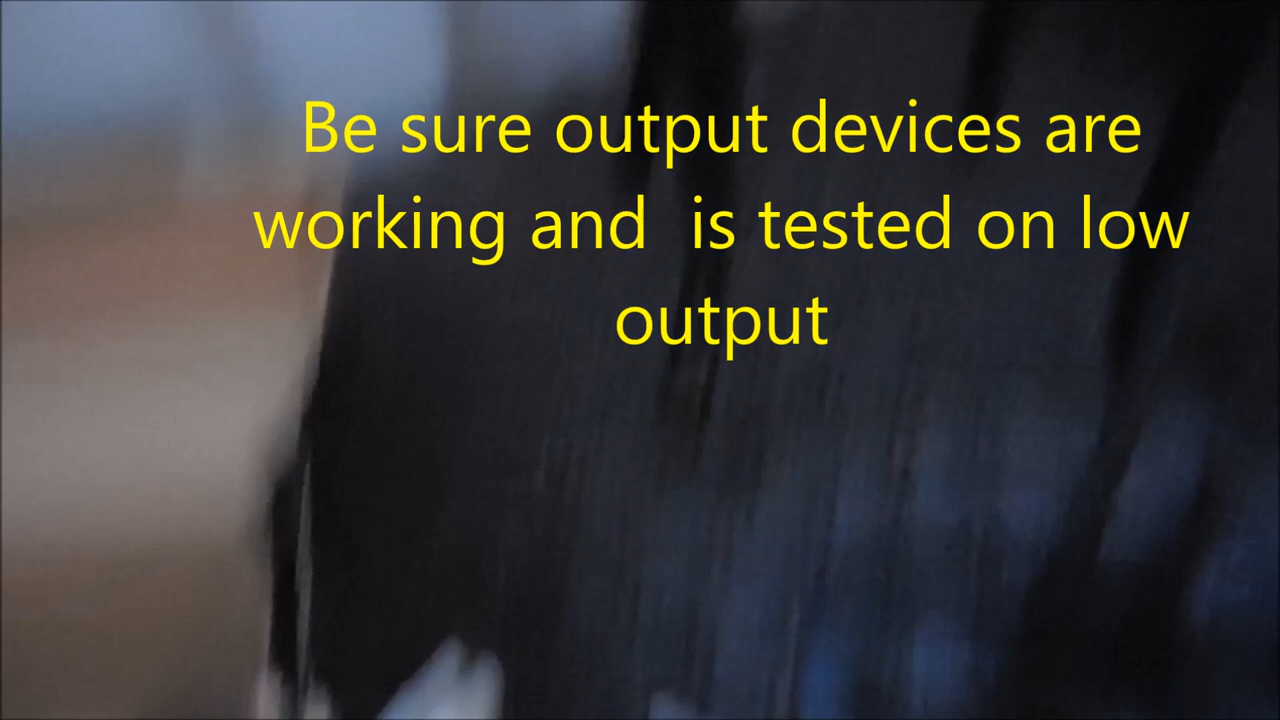 Be sure output devices are
working and  is tested on low
output